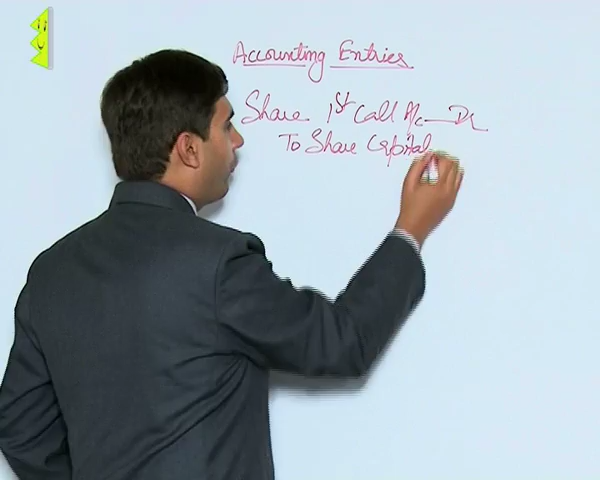 Accounting Entries
Share 1st Call A/c — Dr
To Share Capital